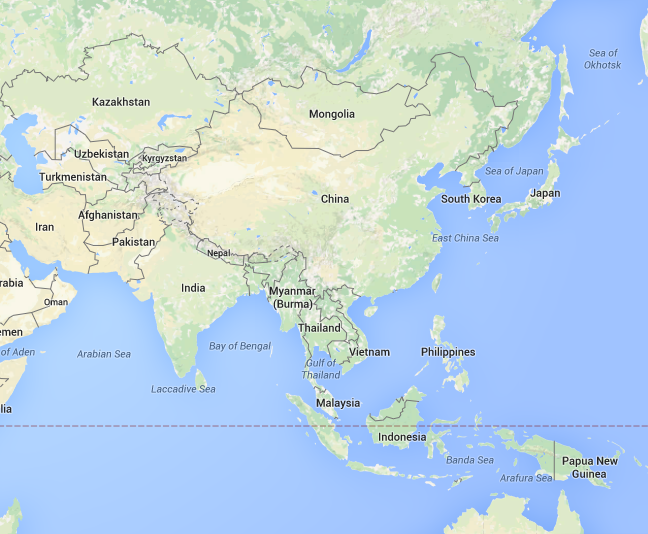 Sea of
Okhotsk
Kazakhstan
Mongolia
Uzbekistan
Kyrgyzstan
Sea of Japan
Turkmenistan
Japan
China
South Korea
Afghanistan
Iran
East China Sea
Pakistan
Nepal
rabia
India
Myanmar
(Burma)
Oman
Thailand
emen
Bay of Bengal
of Aden
Arabian Sea
Vietnam
Philippines
Gulf of
Thailand
Laccadive Sea
Malaysia
lia
Indonesia
Banda Sea
Papua New
Guinea
Arafura Sea